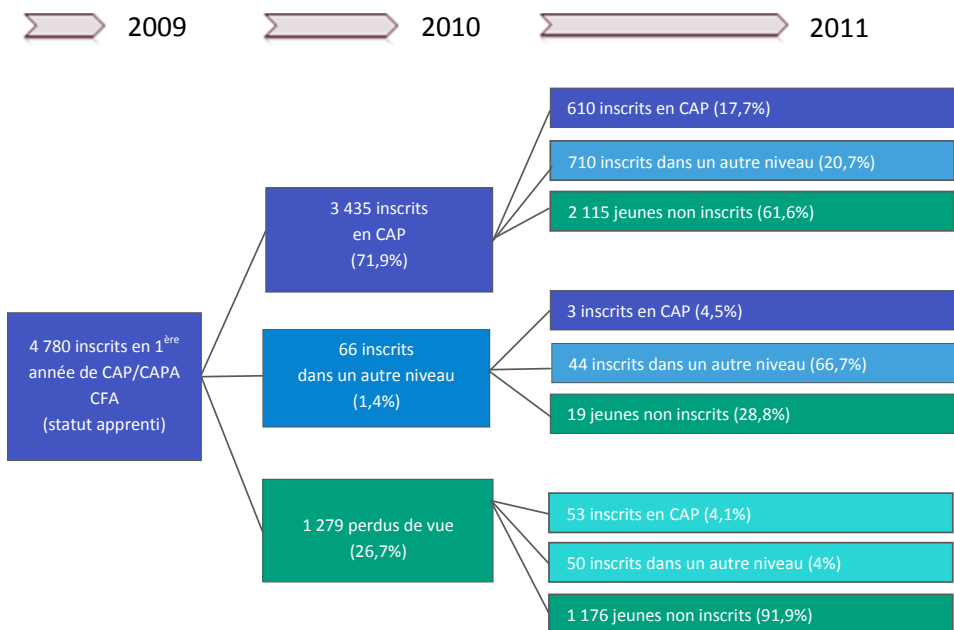 2009
2010
2011
4 780 inscrits en 1ère
année de CAP/CAPA
CFA
(statut apprenti)
3 435 inscrits
en CAP
(71,9%)
66 inscrits
dans un autre niveau
(1,4%)
1 279 perdus de vue
(26,7%)
610 inscrits en CAP (17,7%)
710 inscrits dans un autre niveau (20,7%)
2 115 jeunes non inscrits (61,6%)
3 inscrits en CAP (4,5%)
44 inscrits dans un autre niveau (66,7%)
19 jeunes non inscrits (28,8%)
53 inscrits en CAP (4,1%)
50 inscrits dans un autre niveau (4%)
1 176 jeunes non inscrits (91,9%)